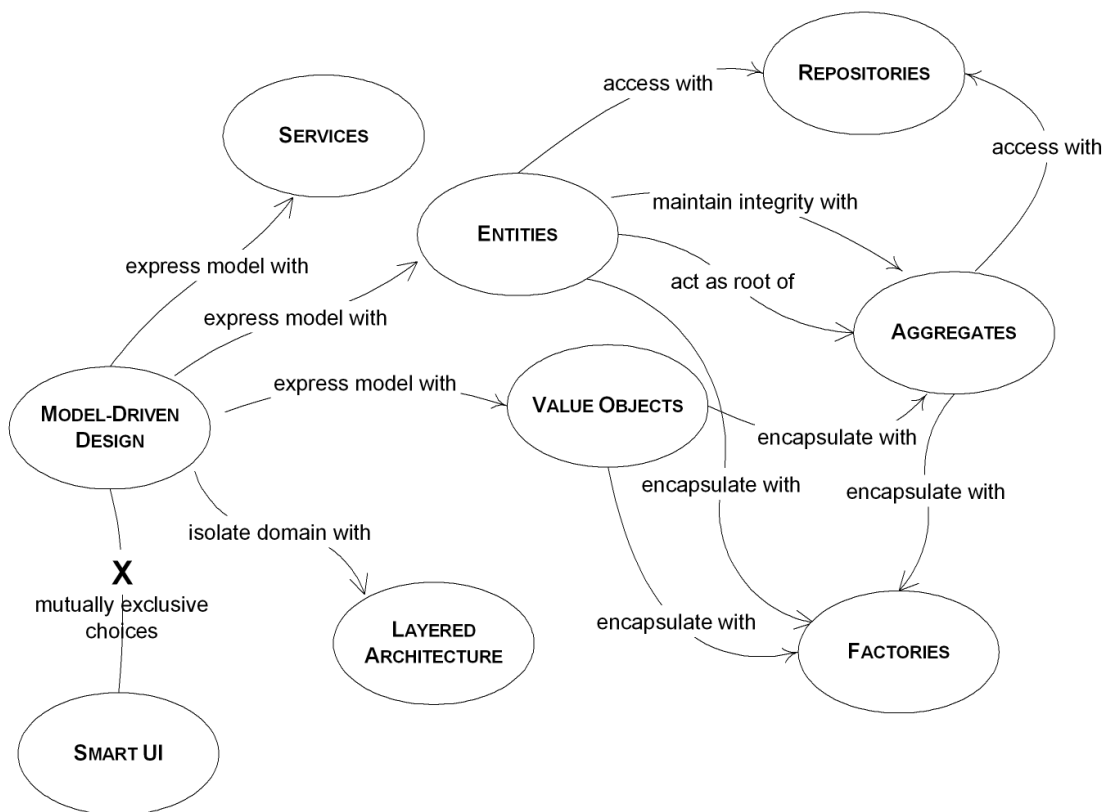 REPOSITORIES
access with
SERVICES
access with
maintain integrity with
ENTITIES
express model with
act as root of
express model with
AGGREGATES
express model with
VALUE OBJECTS
MODEL-DRIVEN
DESIGN
encapsulate with
encapsulate with
encapsulate with
isolate domain with
X
mutually exclusive
choices
encapsulate with
LAYERED
ARCHITECTURE
FACTORIES
SMART UI